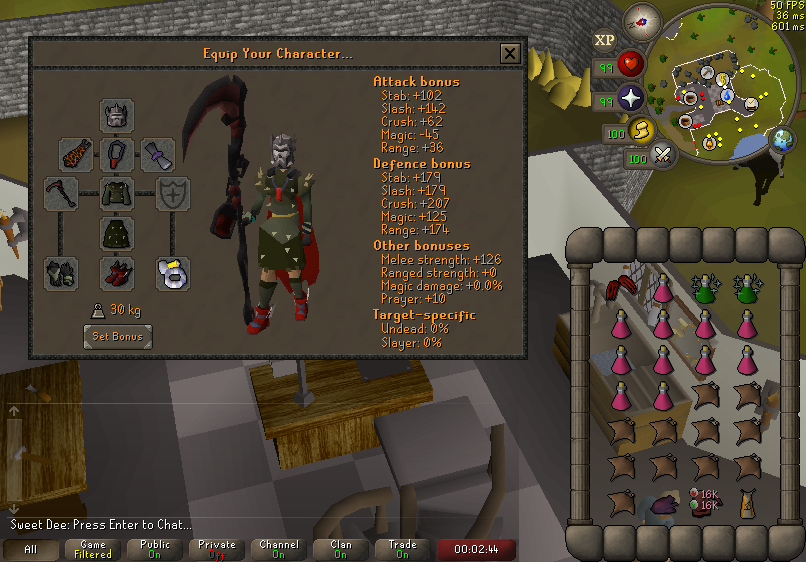 50 FPS
36 ms
601 ms
Equip Your Character...
XP
99
99
100
100
Attack bonus
Stab: +102
Slash: +142
Crush: +62
Magic: -45
Range: +36
Defence bonus
Stab: +179
Slash: +179
Crush: +207
Magic: +125
Range: +174
Other bonuses
Melee strength: +126
Ranged strength: +0
Magic damage: +0.0%
Prayer: +10
Target-specific
Undead: 0%
Slayer: 0%
30 kg
Set Bonus
16K
16K
Sweet Dee: Press Enter to Chat...
All
Game
Filtered
Public
On
Private
Off
Channel
On
Clan
On
Trade
On
00:02:44